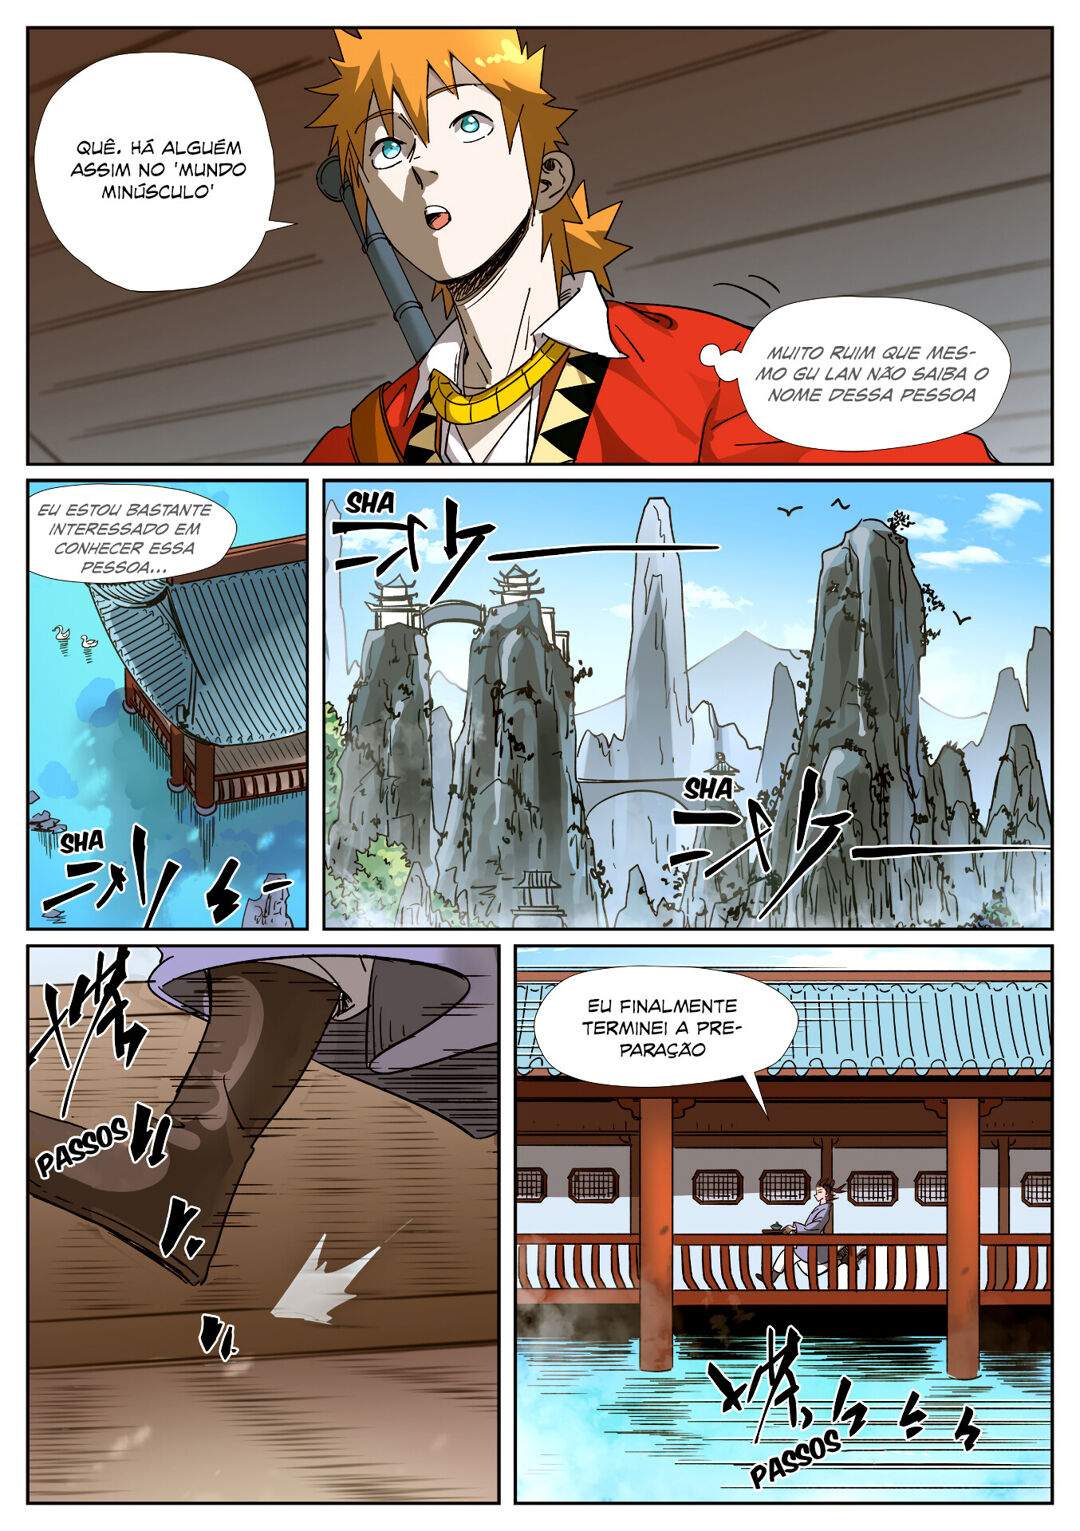 QUÊ. HÁ ALGUÉM
ASSIM NO 'MUNDO
MINÚSCULO'
MUITO RUIM QUE MES-
MO GU LAN NÃO SAIBA O
NOME DESSA PESSOA
EU ESTOU BASTANTE
INTERESSADO EM
CONHECER ESSA
PESSOA...
SHA
SHA
SHA
PASSOS
EU FINALMENTE
TERMINEI A PRE-
PARAÇÃO
PASSOS